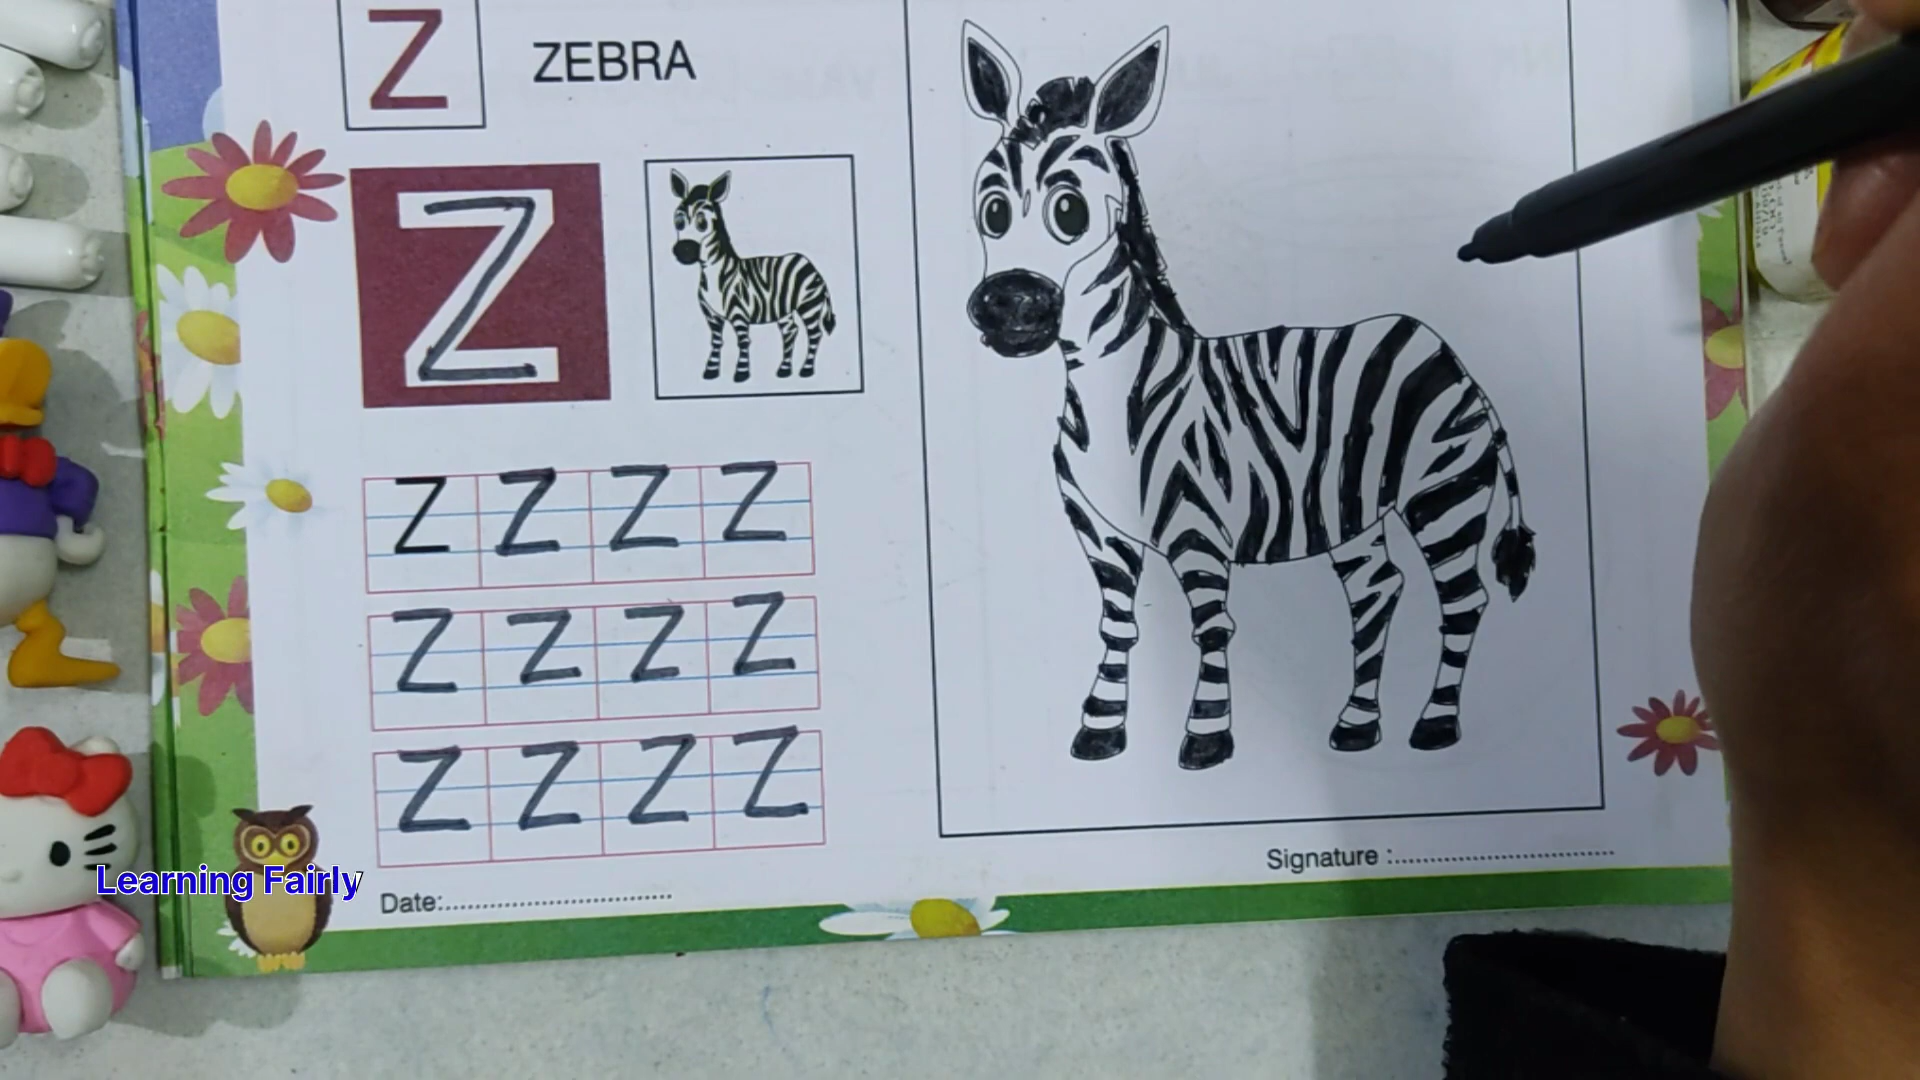 Z
ZEBRA
Z
Z Z Z Z
Z Z Z Z
Z Z Z Z
Signature :
Date:
Learning Fairly